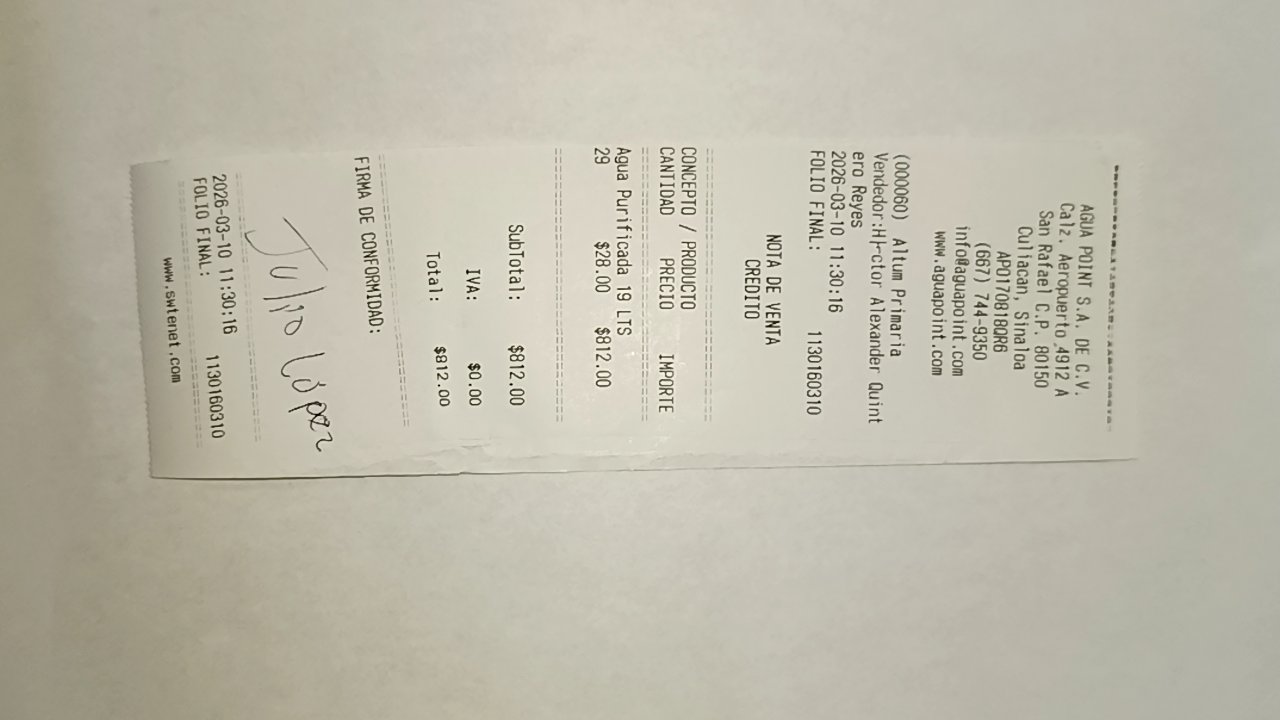 AGUA POINT S.A. DE C.V.
Calz. Aeropuerto 4912 A
San Rafael C.P. 80150
Culiacan, Sinaloa
APO170818QR6
(667) 744-9350
info@aguapoint.com
www.aguapoint.com
(000060) Altum Primaria
Vendedor:H├⌐ctor Alexander Quint
ero Reyes
2026-03-10 11:30:16
FOLIO FINAL: 1130160310
NOTA DE VENTA
CREDITO
CONCEPTO / PRODUCTO
CANTIDAD PRECIO IMPORTE
Agua Purificada 19 LTS
29 $28.00 $812.00
SubTotal: $812.00
IVA: $0.00
Total: $812.00
FIRMA DE CONFORMIDAD:
Julio López
2026-03-10 11:30:16
FOLIO FINAL: 1130160310
www.swtenet.com